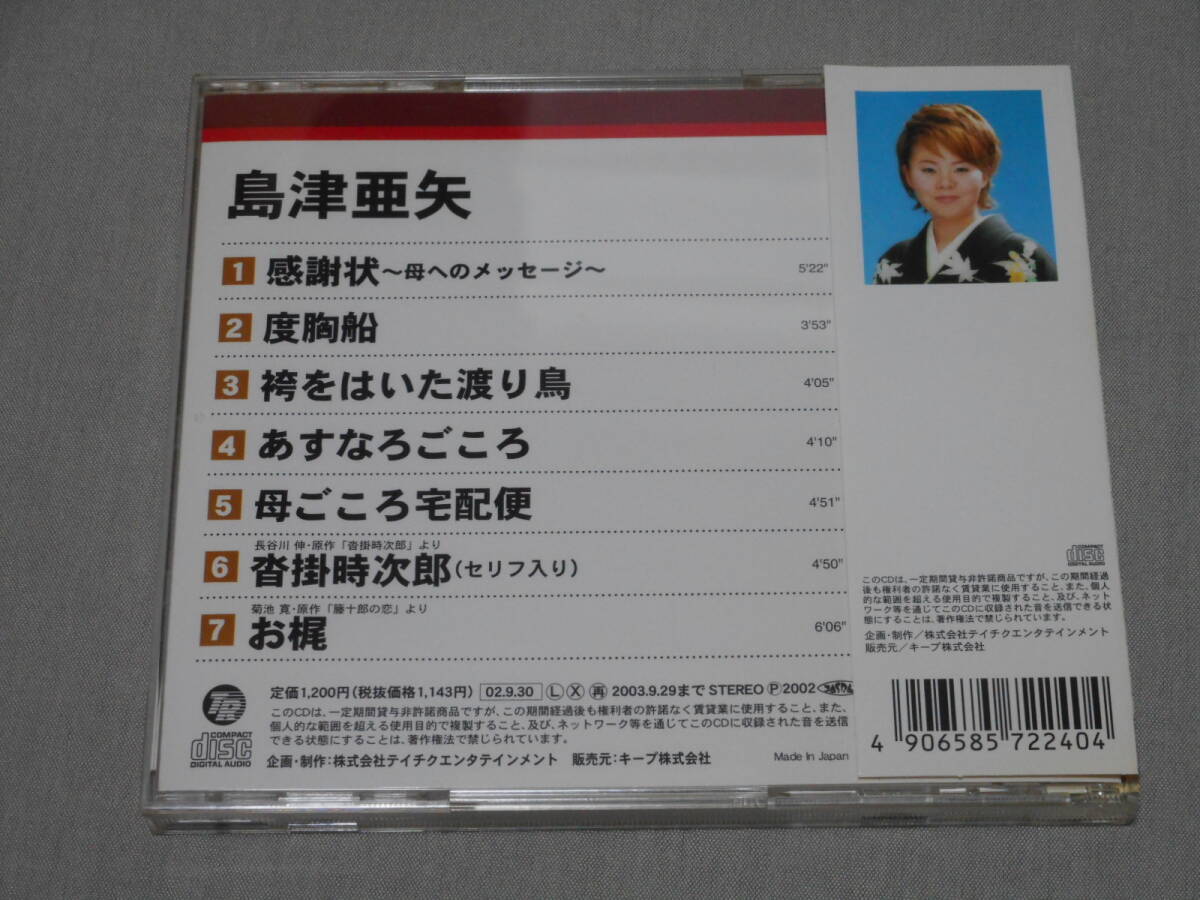 島津亜矢
1 感謝状～母へのメッセージ～ 5'22"
2 度胸船 3'53"
3 袴をはいた渡り鳥 4'05"
4 あすなろごころ 4'10"
5 母ごころ宅配便 4'51"
長谷川 伸・原作「沓掛時次郎」より
6 沓掛時次郎(セリフ入り) 4'50"
菊池 寛・原作「藤十郎の恋」より
7 お梶 6'06"
定価1,200円(税抜価格1,143円) 02.9.30 Ⓛ Ⓧ ㊢ 2003.9.29まで STEREO Ⓟ2002
このCDは、一定期間貸与非許諾商品ですが、この期間経過後も権利者の許諾なく賃貸業に使用すること、また、
個人的な範囲を超える使用目的で複製すること、及び、ネットワーク等を通じてこのCDに収録された音を送信
できる状態にすることは、著作権法で禁じられています。
企画・制作:株式会社テイチクエンタテインメント 販売元:キープ株式会社
Made In Japan
COMPACT
disc
DIGITAL AUDIO
COMPACT
disc
DIGITAL AUDIO
このCDは、一定期間貸与非許諾商品ですが、この期間経過
後も権利者の許諾なく賃貸業に使用すること、また、個人
的な範囲を超える使用目的で複製すること、及び、ネット
ワーク等を通じてこのCDに収録された音を送信できる状
態にすることは、著作権法で禁じられています。
企画・制作／株式会社テイチクエンタテインメント
販売元／キープ株式会社
4 906585 722404